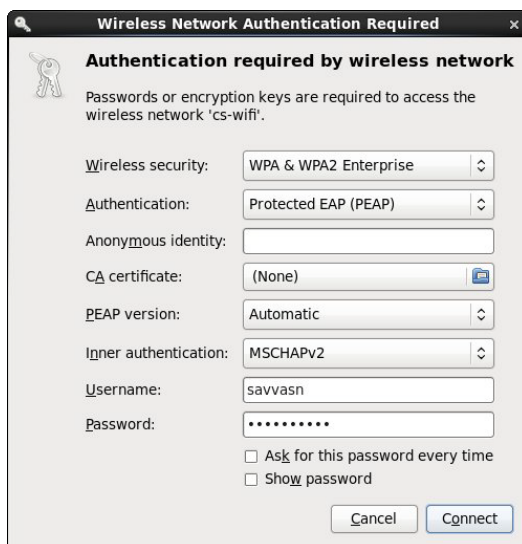 Wireless Network Authentication Required
Authentication required by wireless network
Passwords or encryption keys are required to access the
wireless network 'cs-wifi'.
Wireless security: WPA & WPA2 Enterprise
Authentication: Protected EAP (PEAP)
Anonymous identity:
CA certificate: (None)
PEAP version: Automatic
Inner authentication: MSCHAPv2
Username: savvasn
Password: ••••••••••
Ask for this password every time
Show password
Cancel Connect